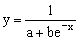 y = 1/(a + be^{-x})